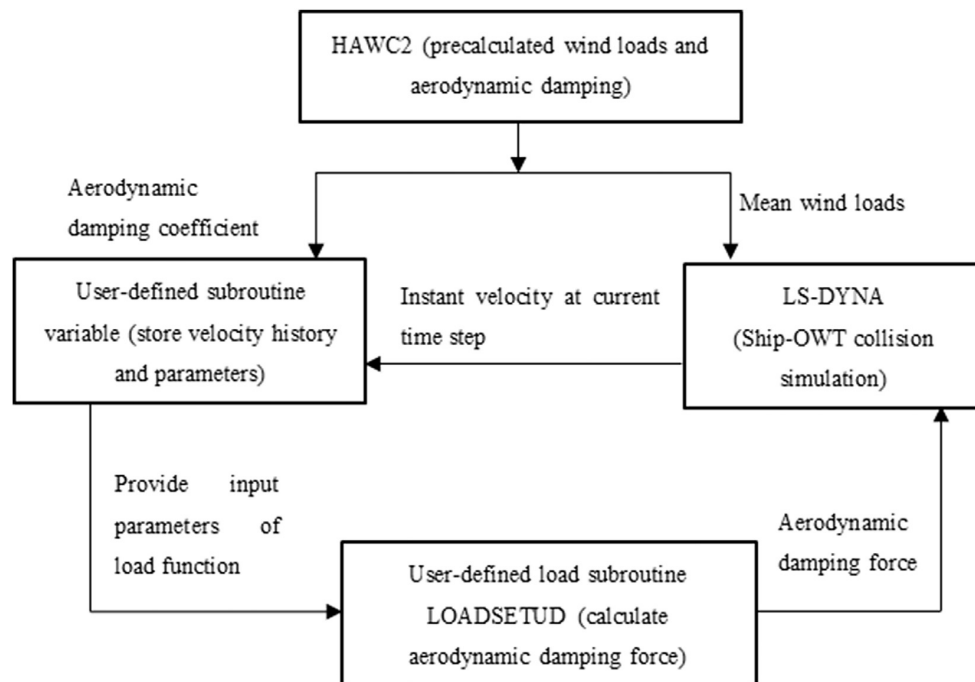 HAWC2 (precalculated wind loads and
aerodynamic damping)
Aerodynamic
damping coefficient
Mean wind loads
User-defined subroutine
variable (store velocity history
and parameters)
Instant velocity at current
time step
LS-DYNA
(Ship-OWT collision
simulation)
Provide input
parameters of
load function
User-defined load subroutine
LOADSETUD (calculate
aerodynamic damping force)
Aerodynamic
damping force